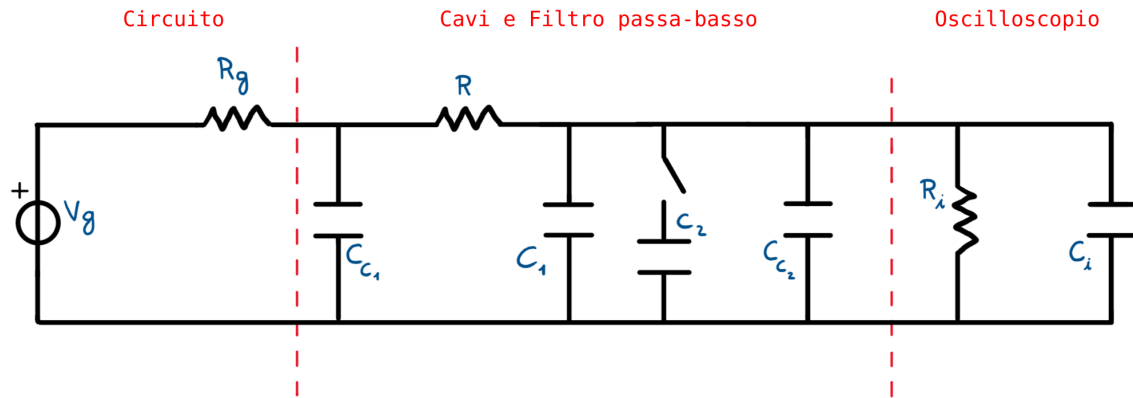 Circuito
Cavi e Filtro passa-basso
Oscilloscopio
Rg
R
+
Vg
Cc1
C1
C2
Cc2
Ri
Ci